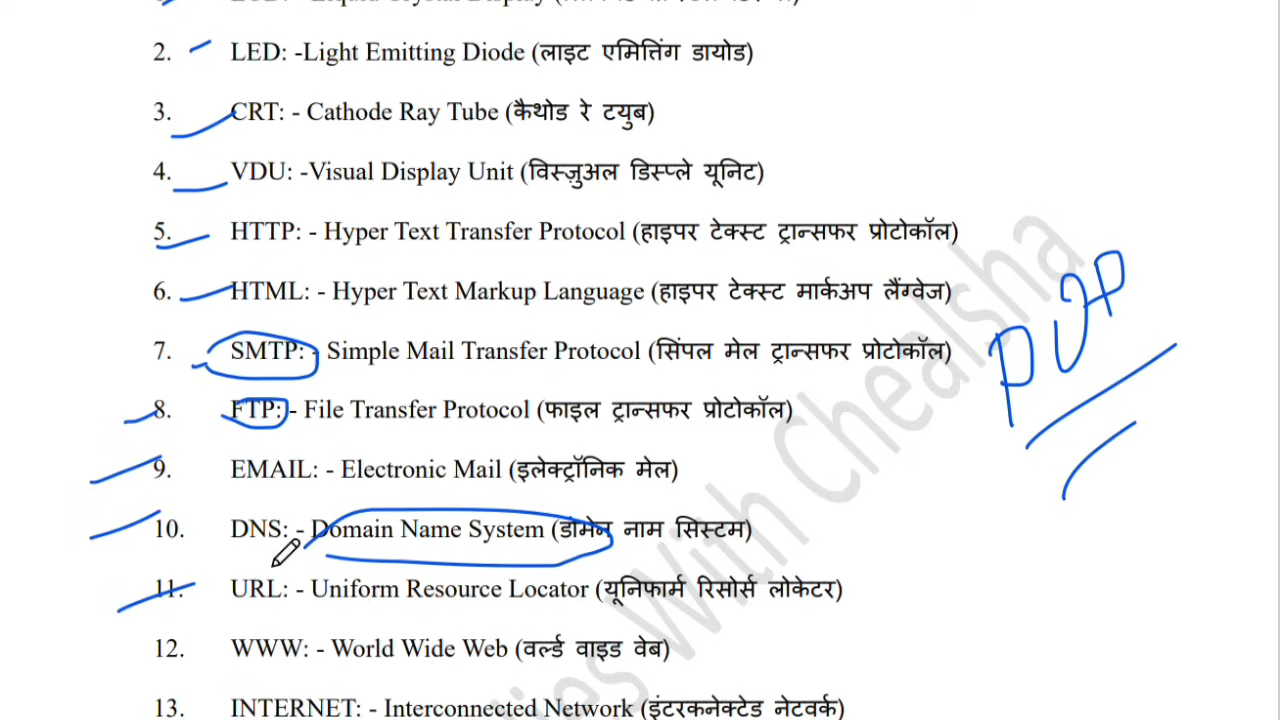 2. LED: -Light Emitting Diode (लाइट एमित्तिंग डायोड)
3. CRT: - Cathode Ray Tube (कैथोड रे टयुब)
4. VDU: -Visual Display Unit (विस्ज़ुअल डिस्प्ले यूनिट)
5. HTTP: - Hyper Text Transfer Protocol (हाइपर टेक्स्ट ट्रान्सफर प्रोटोकॉल)
6. HTML: - Hyper Text Markup Language (हाइपर टेक्स्ट मार्कअप लैंग्वेज)
7. SMTP: - Simple Mail Transfer Protocol (सिंपल मेल ट्रान्सफर प्रोटोकॉल)
8. FTP: - File Transfer Protocol (फाइल ट्रान्सफर प्रोटोकॉल)
9. EMAIL: - Electronic Mail (इलेक्ट्रॉनिक मेल)
10. DNS: - Domain Name System (डोमेन नाम सिस्टम)
11. URL: - Uniform Resource Locator (यूनिफार्म रिसोर्स लोकेटर)
12. WWW: - World Wide Web (वर्ल्ड वाइड वेब)
13. INTERNET: - Interconnected Network (इंटरकनेक्टेड नेटवर्क)
With Chealsha